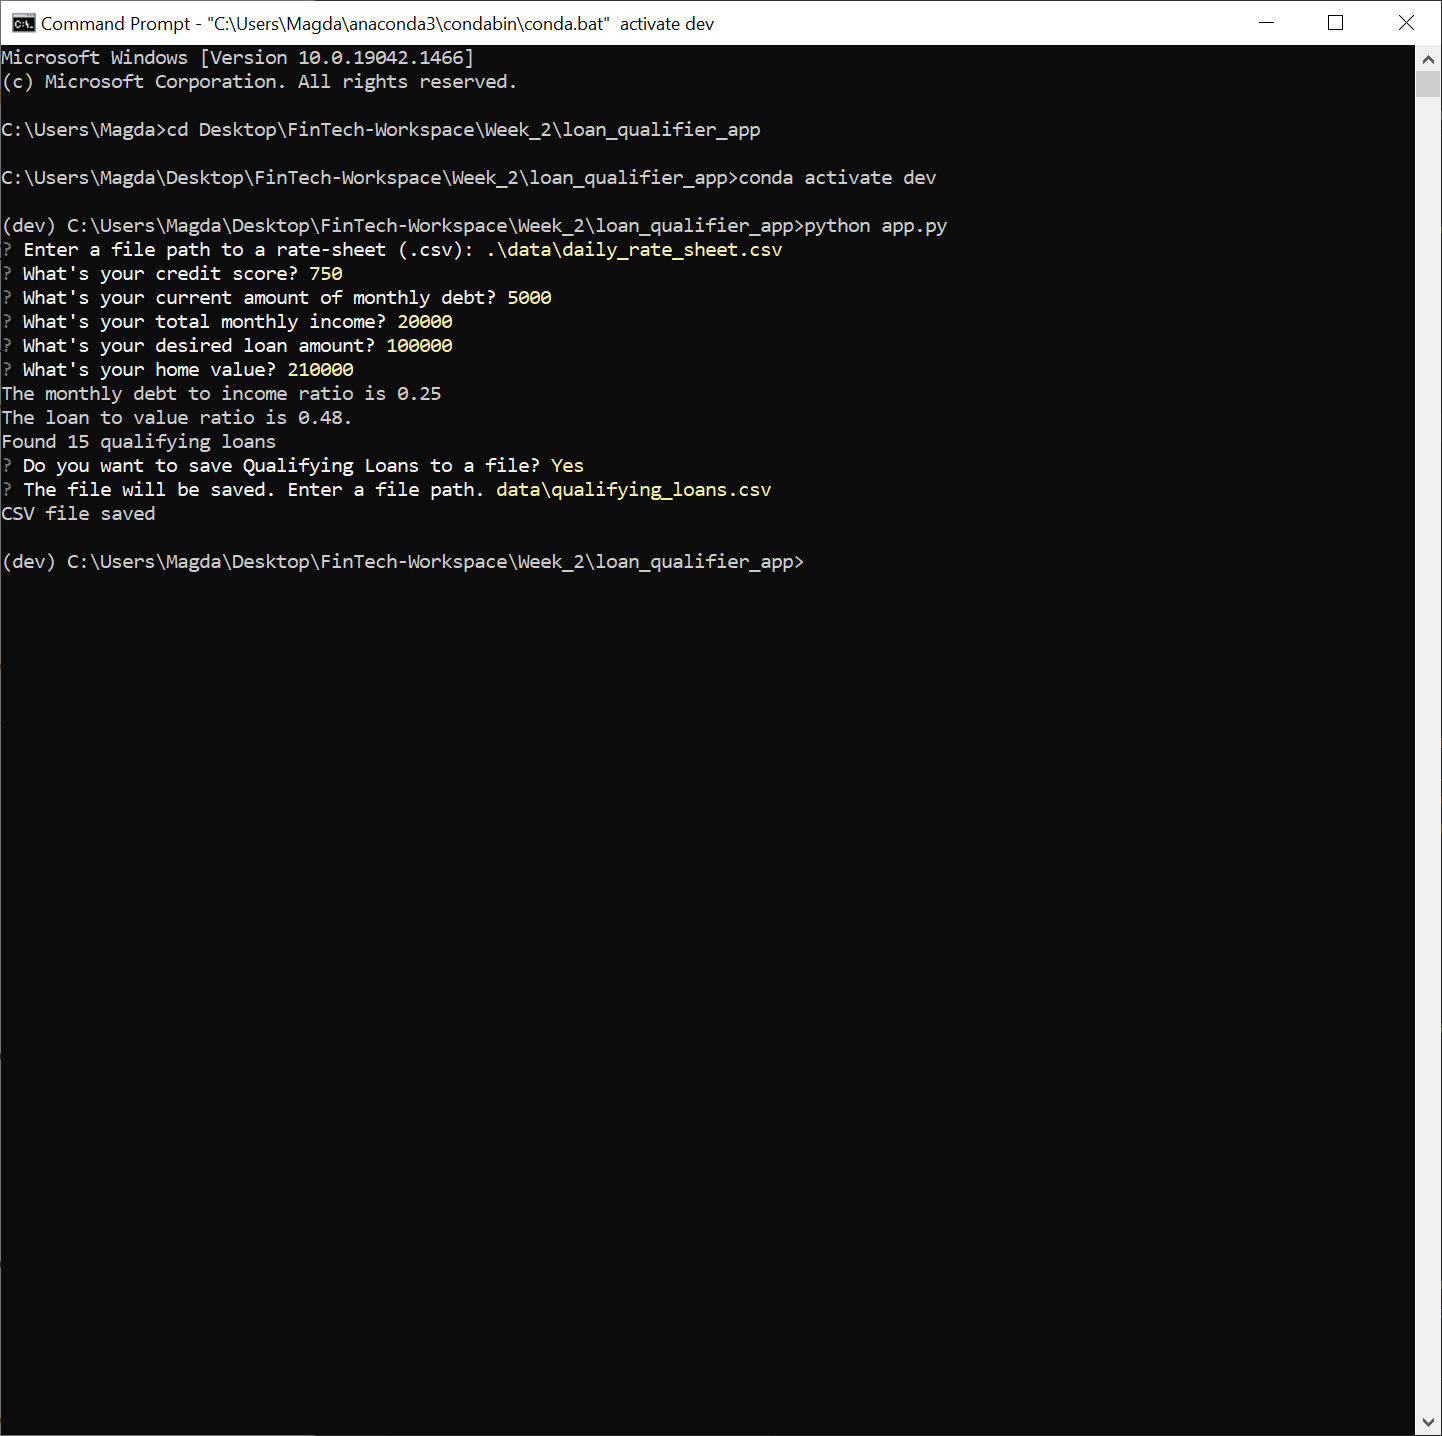 Command Prompt - "C:\Users\Magda\anaconda3\condabin\conda.bat"  activate dev
Microsoft Windows [Version 10.0.19042.1466]
(c) Microsoft Corporation. All rights reserved.
C:\Users\Magda>cd Desktop\FinTech-Workspace\Week_2\loan_qualifier_app
C:\Users\Magda\Desktop\FinTech-Workspace\Week_2\loan_qualifier_app>conda activate dev
(dev) C:\Users\Magda\Desktop\FinTech-Workspace\Week_2\loan_qualifier_app>python app.py
? Enter a file path to a rate-sheet (.csv): .\data\daily_rate_sheet.csv
? What's your credit score? 750
? What's your current amount of monthly debt? 5000
? What's your total monthly income? 20000
? What's your desired loan amount? 100000
? What's your home value? 210000
The monthly debt to income ratio is 0.25
The loan to value ratio is 0.48.
Found 15 qualifying loans
? Do you want to save Qualifying Loans to a file? Yes
? The file will be saved. Enter a file path. data\qualifying_loans.csv
CSV file saved
(dev) C:\Users\Magda\Desktop\FinTech-Workspace\Week_2\loan_qualifier_app>